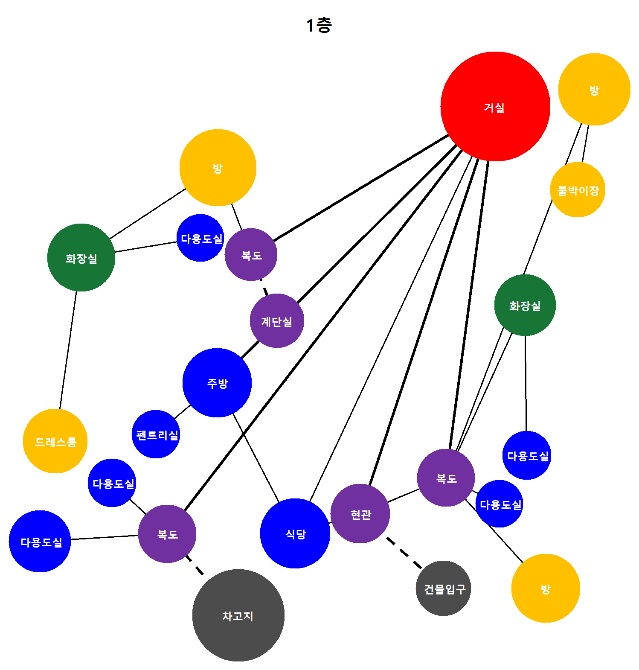 1층
거실
방
붙박이장
방
다용도실
복도
화장실
계단실
화장실
주방
펜트리실
드레스룸
다용도실
다용도실
복도
다용도실
현관
식당
복도
다용도실
건물입구
방
차고지